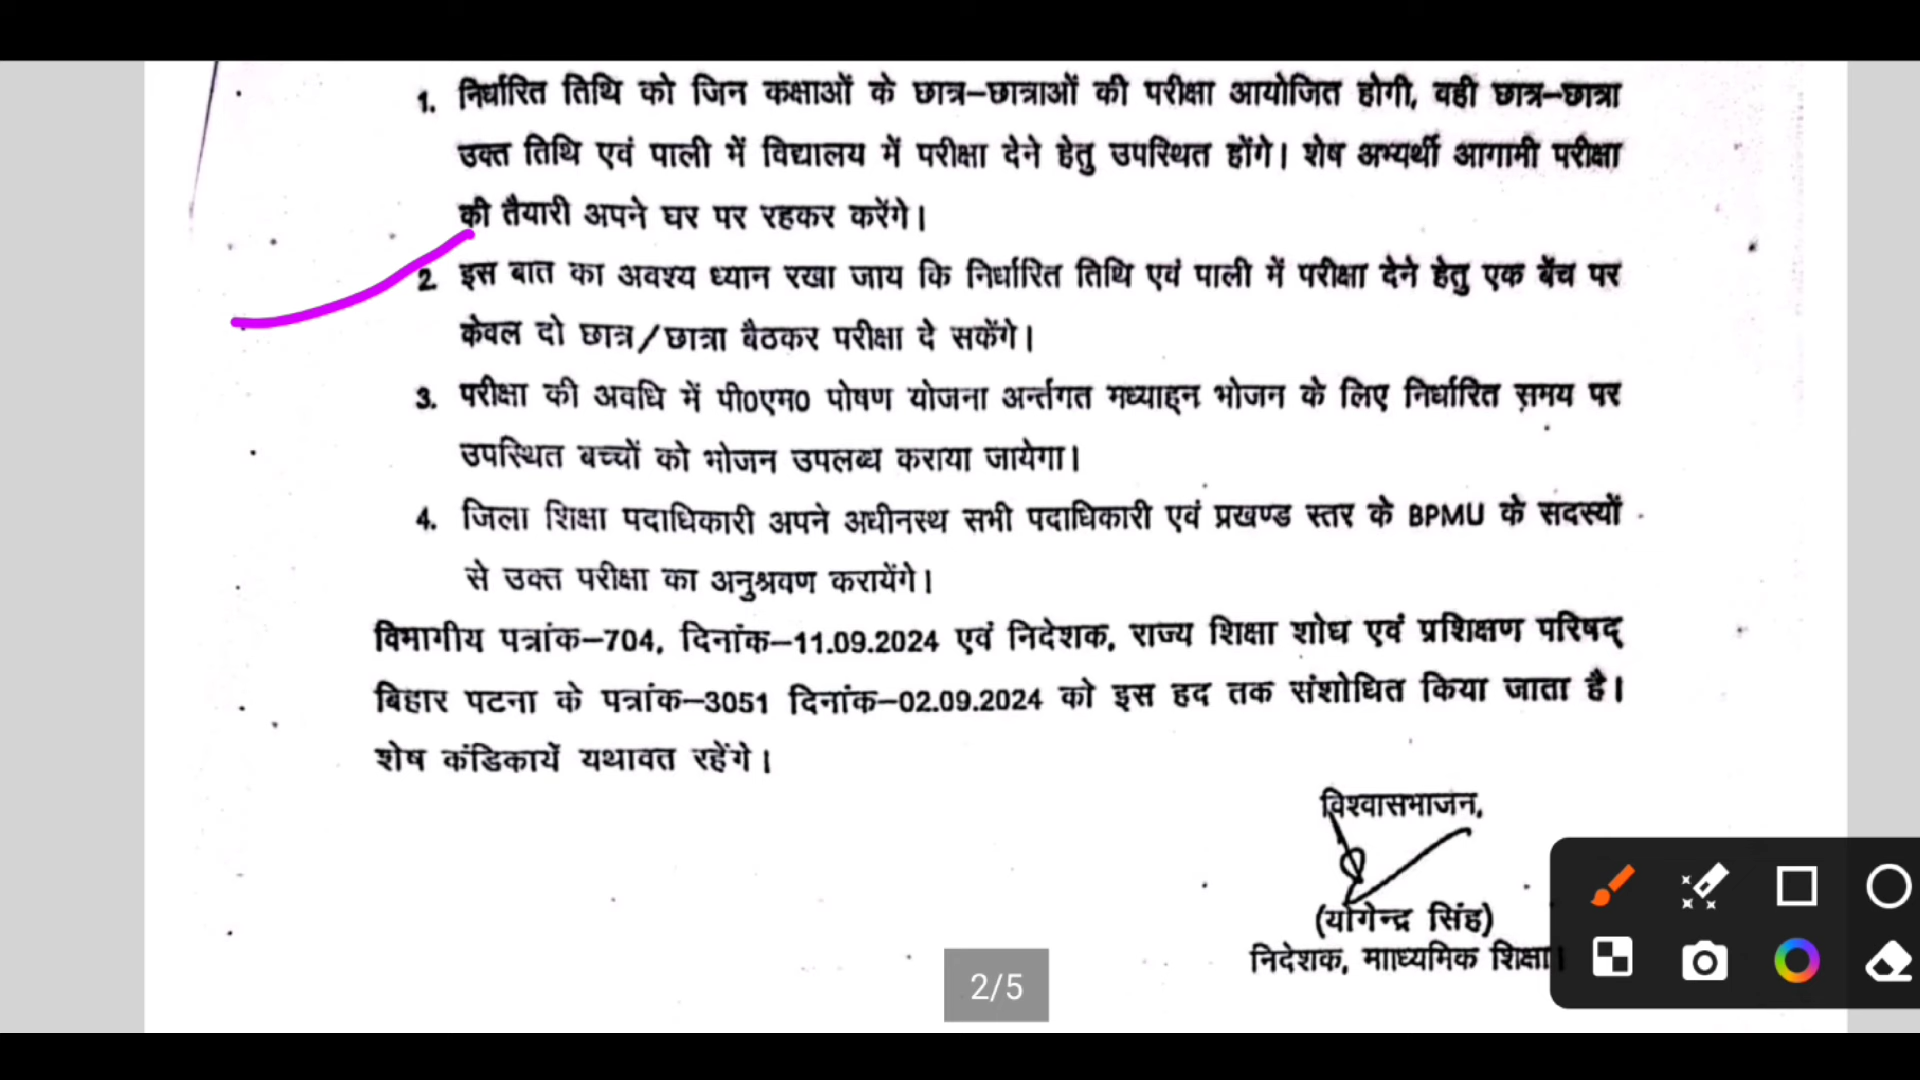 1. निर्धारित तिथि को जिन कक्षाओं के छात्र-छात्राओं की परीक्षा आयोजित होगी, वही छात्र-छात्रा
उक्त तिथि एवं पाली में विद्यालय में परीक्षा देने हेतु उपस्थित होंगे। शेष अभ्यर्थी आगामी परीक्षा
की तैयारी अपने घर पर रहकर करेंगे।
2. इस बात का अवश्य ध्यान रखा जाय कि निर्धारित तिथि एवं पाली में परीक्षा देने हेतु एक बेंच पर
केवल दो छात्र/छात्रा बैठकर परीक्षा दे सकेंगे।
3. परीक्षा की अवधि में पी0एम0 पोषण योजना अर्न्तगत मध्याह्न भोजन के लिए निर्धारित समय पर
उपस्थित बच्चों को भोजन उपलब्ध कराया जायेगा।
4. जिला शिक्षा पदाधिकारी अपने अधीनस्थ सभी पदाधिकारी एवं प्रखण्ड स्तर के BPMU के सदस्यों
से उक्त परीक्षा का अनुश्रवण करायेंगे।
विभागीय पत्रांक-704, दिनांक-11.09.2024 एवं निदेशक, राज्य शिक्षा शोध एवं प्रशिक्षण परिषद्
बिहार पटना के पत्रांक-3051 दिनांक-02.09.2024 को इस हद तक संशोधित किया जाता है।
शेष कंडिकायें यथावत रहेंगे।
विश्वासभाजन,
(योगेन्द्र सिंह)
निदेशक, मााध्यमिक शिक्षा।
2/5